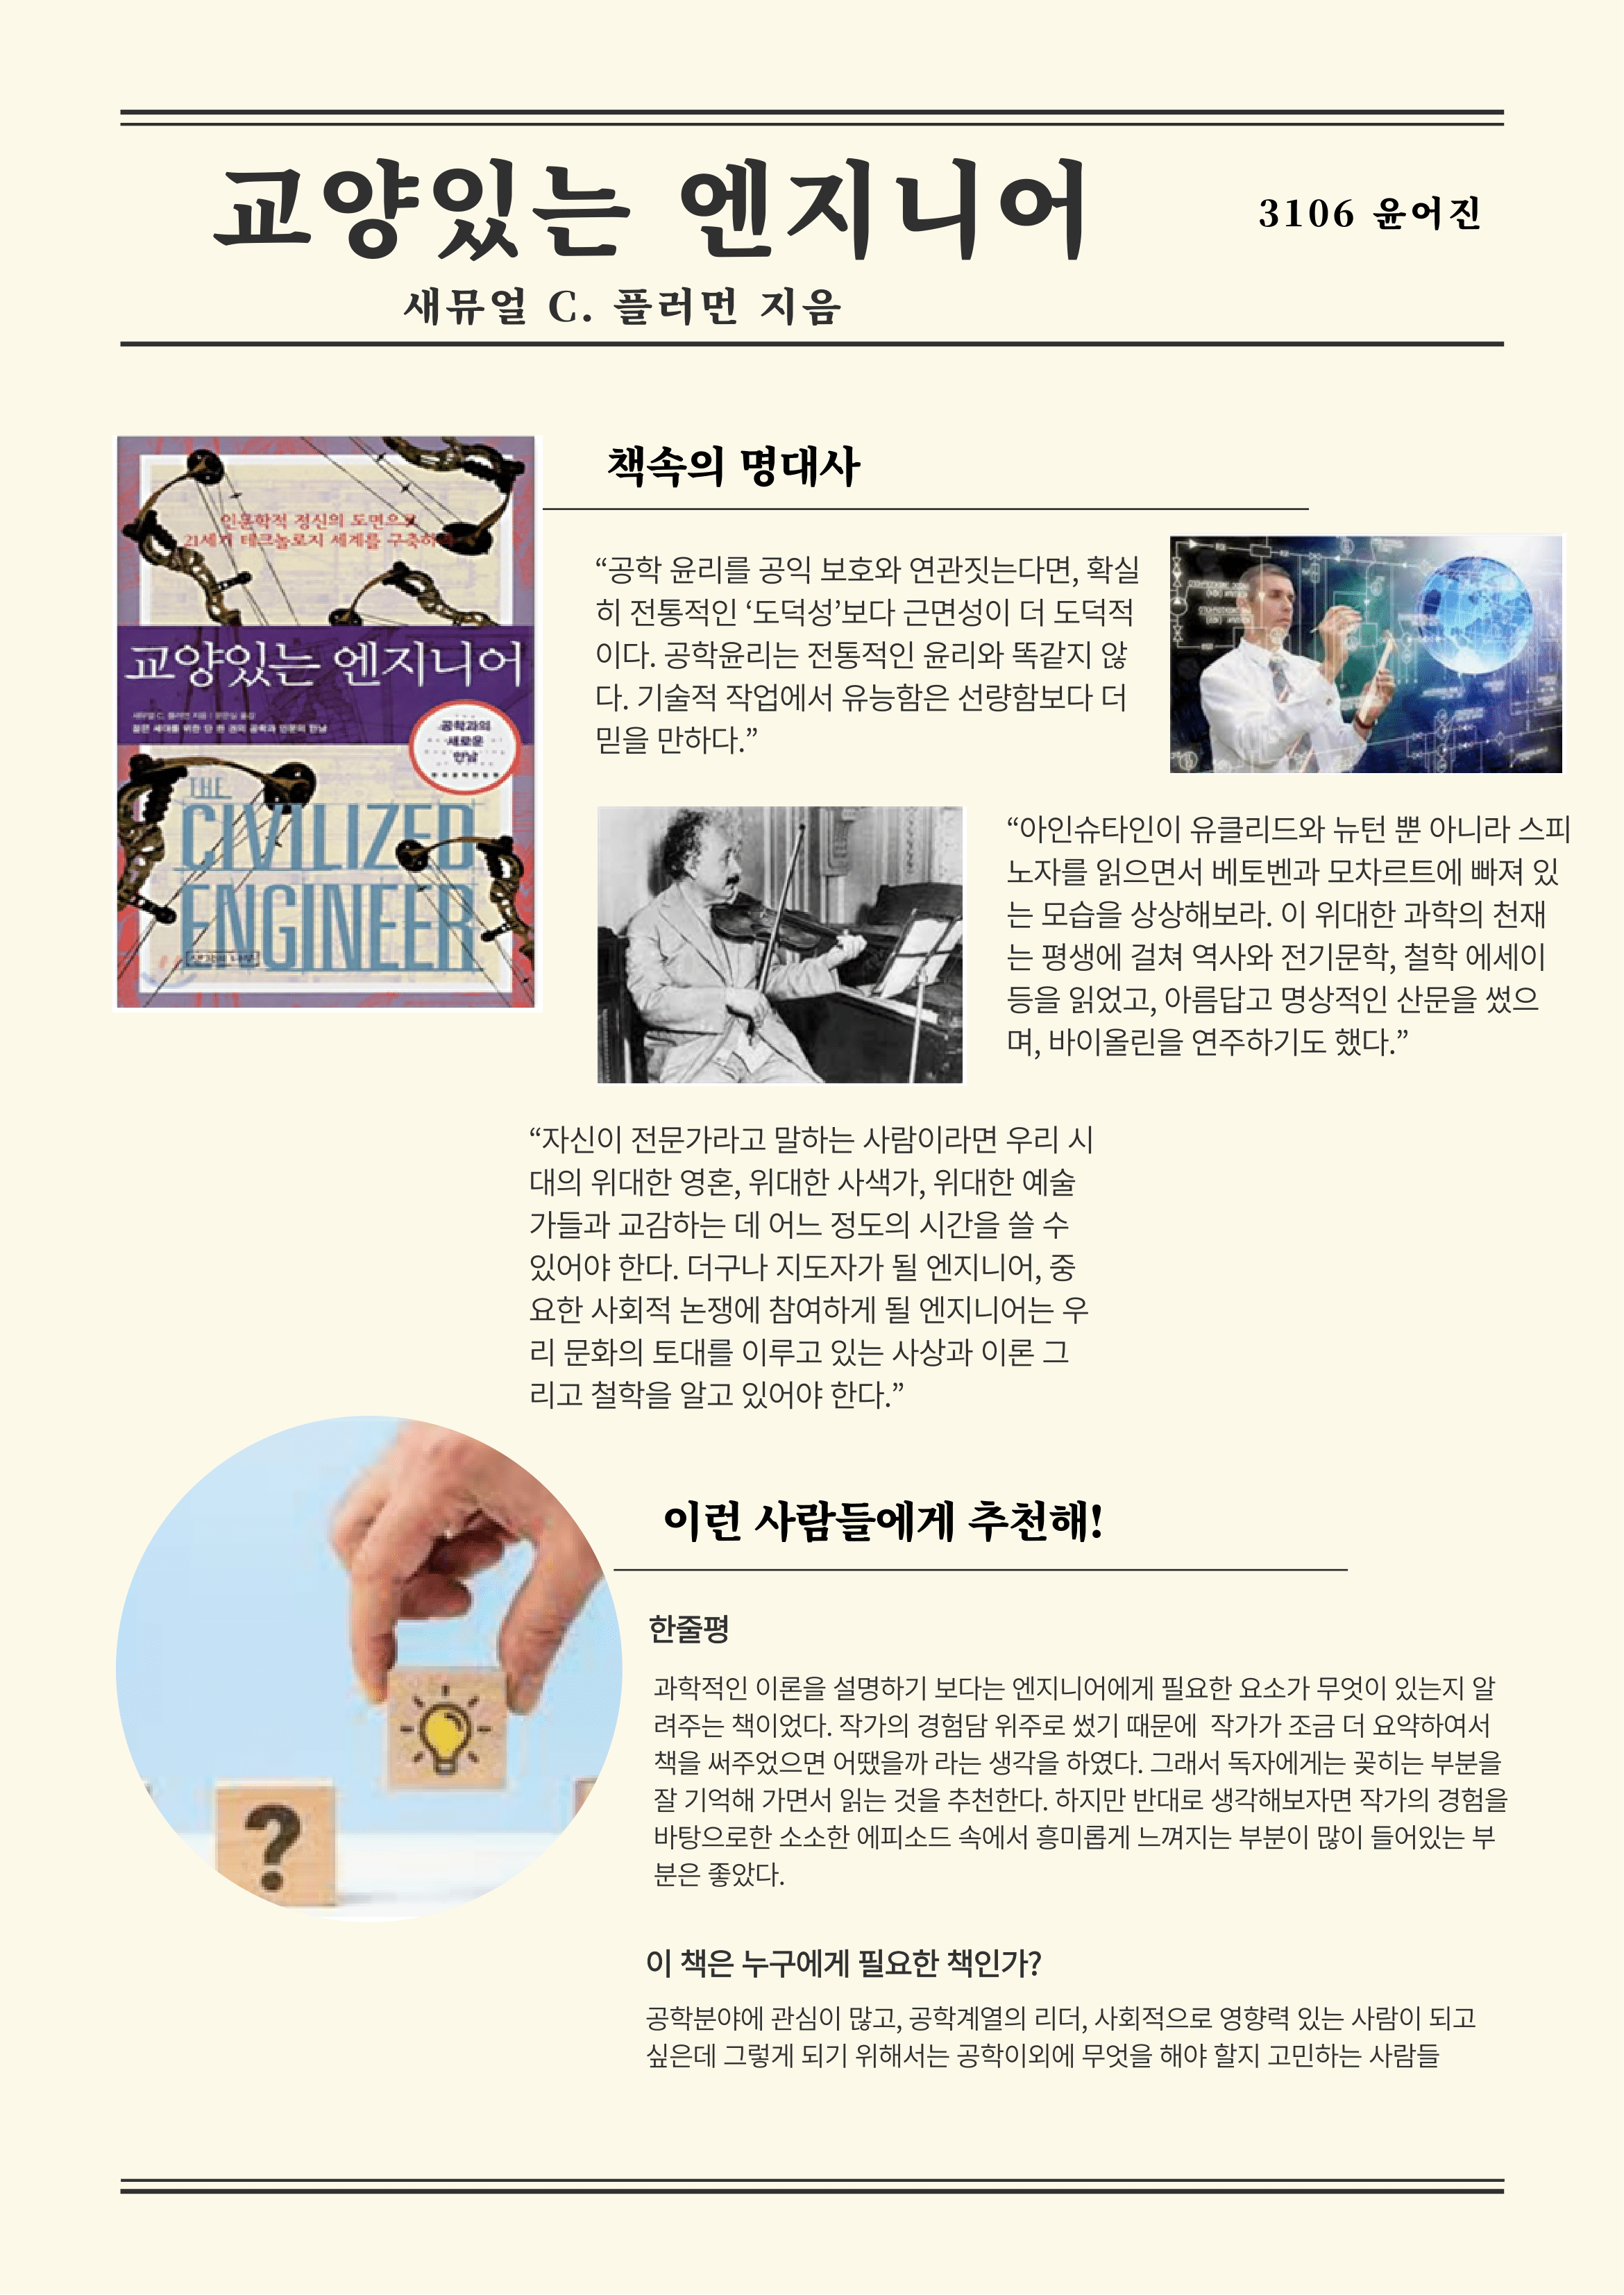 교양있는 엔지니어
3106 윤어진
새뮤얼 C. 플러먼 지음
인문학적 정신의 도면으로
21세기 테크놀로지 세계를 구축하
교양있는 엔지니어
새뮤얼 C. 플러먼 지음
젊은 세대를 위한 단 한 권의 공학과 인문의 만남
공학과의
새로운
만남
THE
CIVILIZED
ENGINEER
책속의 명대사
“공학 윤리를 공익 보호와 연관짓는다면, 확실
히 전통적인 ‘도덕성’보다 근면성이 더 도덕적
이다. 공학윤리는 전통적인 윤리와 똑같지 않
다. 기술적 작업에서 유능함은 선량함보다 더
믿을 만하다.”
“아인슈타인이 유클리드와 뉴턴 뿐 아니라 스피
노자를 읽으면서 베토벤과 모차르트에 빠져 있
는 모습을 상상해보라. 이 위대한 과학의 천재
는 평생에 걸쳐 역사와 전기문학, 철학 에세이
등을 읽었고, 아름답고 명상적인 산문을 썼으
며, 바이올린을 연주하기도 했다.”
“자신이 전문가라고 말하는 사람이라면 우리 시
대의 위대한 영혼, 위대한 사색가, 위대한 예술
가들과 교감하는 데 어느 정도의 시간을 쓸 수
있어야 한다. 더구나 지도자가 될 엔지니어, 중
요한 사회적 논쟁에 참여하게 될 엔지니어는 우
리 문화의 토대를 이루고 있는 사상과 이론 그
리고 철학을 알고 있어야 한다.”
?
이런 사람들에게 추천해!
한줄평
과학적인 이론을 설명하기 보다는 엔지니어에게 필요한 요소가 무엇이 있는지 알
려주는 책이었다. 작가의 경험담 위주로 썼기 때문에 작가가 조금 더 요약하여서
책을 써주었으면 어땠을까 라는 생각을 하였다. 그래서 독자에게는 꽂히는 부분을
잘 기억해 가면서 읽는 것을 추천한다. 하지만 반대로 생각해보자면 작가의 경험을
바탕으로한 소소한 에피소드 속에서 흥미롭게 느껴지는 부분이 많이 들어있는 부
분은 좋았다.
이 책은 누구에게 필요한 책인가?
공학분야에 관심이 많고, 공학계열의 리더, 사회적으로 영향력 있는 사람이 되고
싶은데 그렇게 되기 위해서는 공학이외에 무엇을 해야 할지 고민하는 사람들